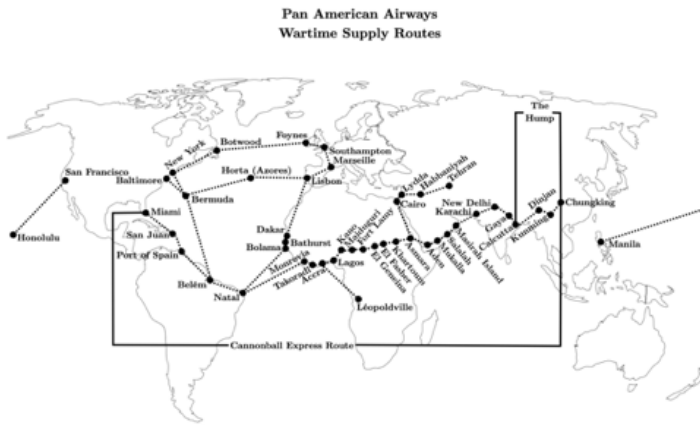 Pan American Airways
Wartime Supply Routes
The
Hump
Foynes
Botwood
New York
Southampton
Marseille
San Francisco
Baltimore
Horta (Azores)
Lisbon
Lydda
Habbaniyah
Tehran
Bermuda
Cairo
New Delhi
Dinjan
Chungking
Miami
Karachi
Gaya
Calcutta
Kunming
Honolulu
San Juan
Dakar
Bathurst
Bolama
Kano
Maiduguri
Fort Lamy
Masirah Island
Salalah
Mukalla
Aden
Asmara
Khartoum
El Fasher
El Geneina
Manila
Port of Spain
Monrovia
Takoradi
Accra
Lagos
Belém
Natal
Léopoldville
Cannonball Express Route